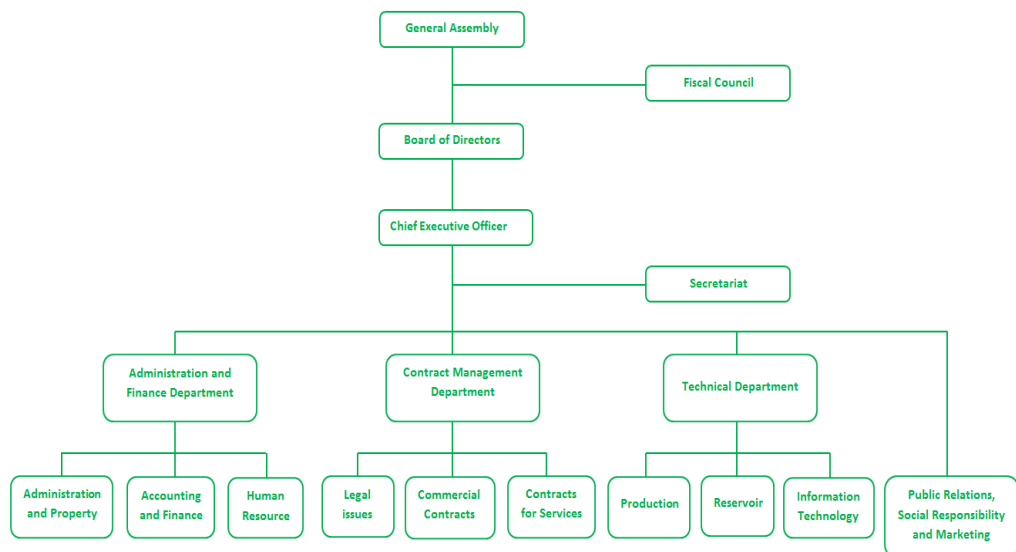 General Assembly
Fiscal Council
Board of Directors
Chief Executive Officer
Secretariat
Administration and
Finance Department
Contract Management
Department
Technical Department
Administration
and Property
Accounting
and Finance
Human
Resource
Legal
issues
Commercial
Contracts
Contracts
for Services
Production
Reservoir
Information
Technology
Public Relations,
Social Responsibility
and Marketing